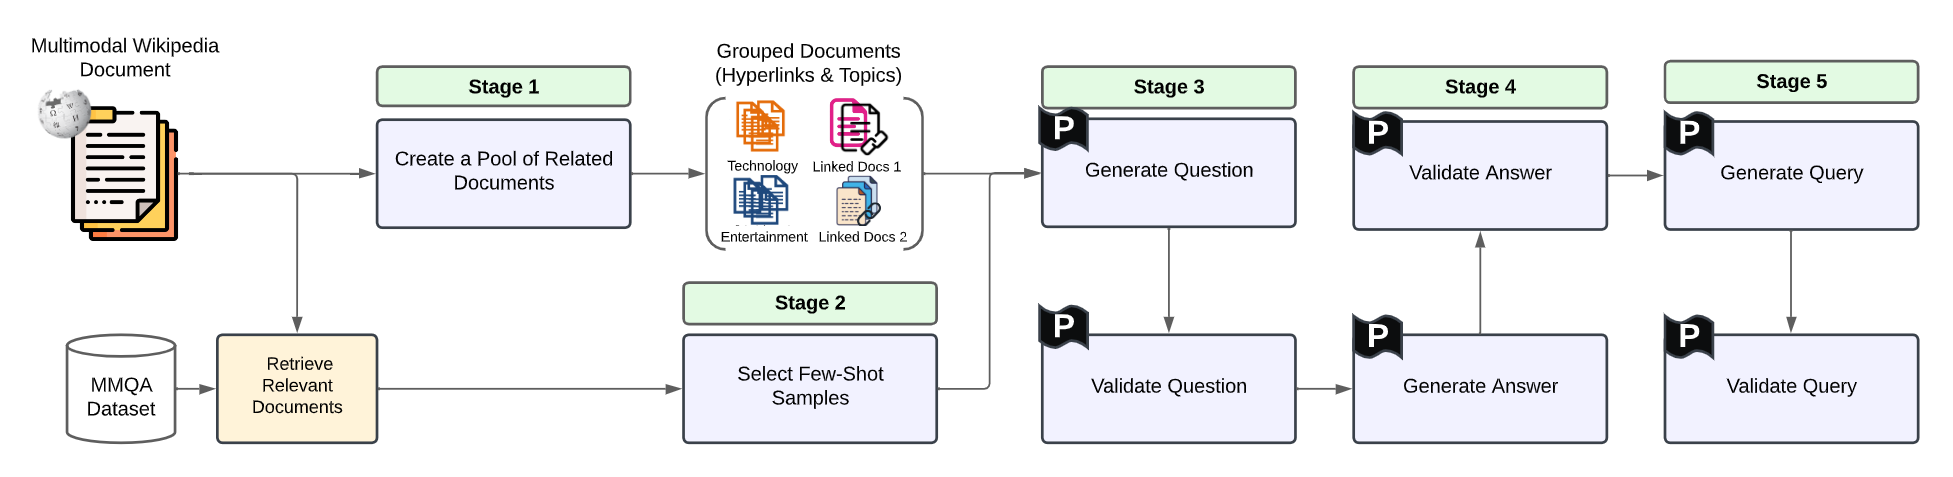 Multimodal Wikipedia
Document
Stage 1
Create a Pool of Related
Documents
Grouped Documents
(Hyperlinks & Topics)
Technology
Linked Docs 1
Entertainment
Linked Docs 2
MMQA
Dataset
Retrieve
Relevant
Documents
Stage 2
Select Few-Shot
Samples
Stage 3
P
Generate Question
P
Validate Question
Stage 4
P
Validate Answer
P
Generate Answer
Stage 5
P
Generate Query
P
Validate Query